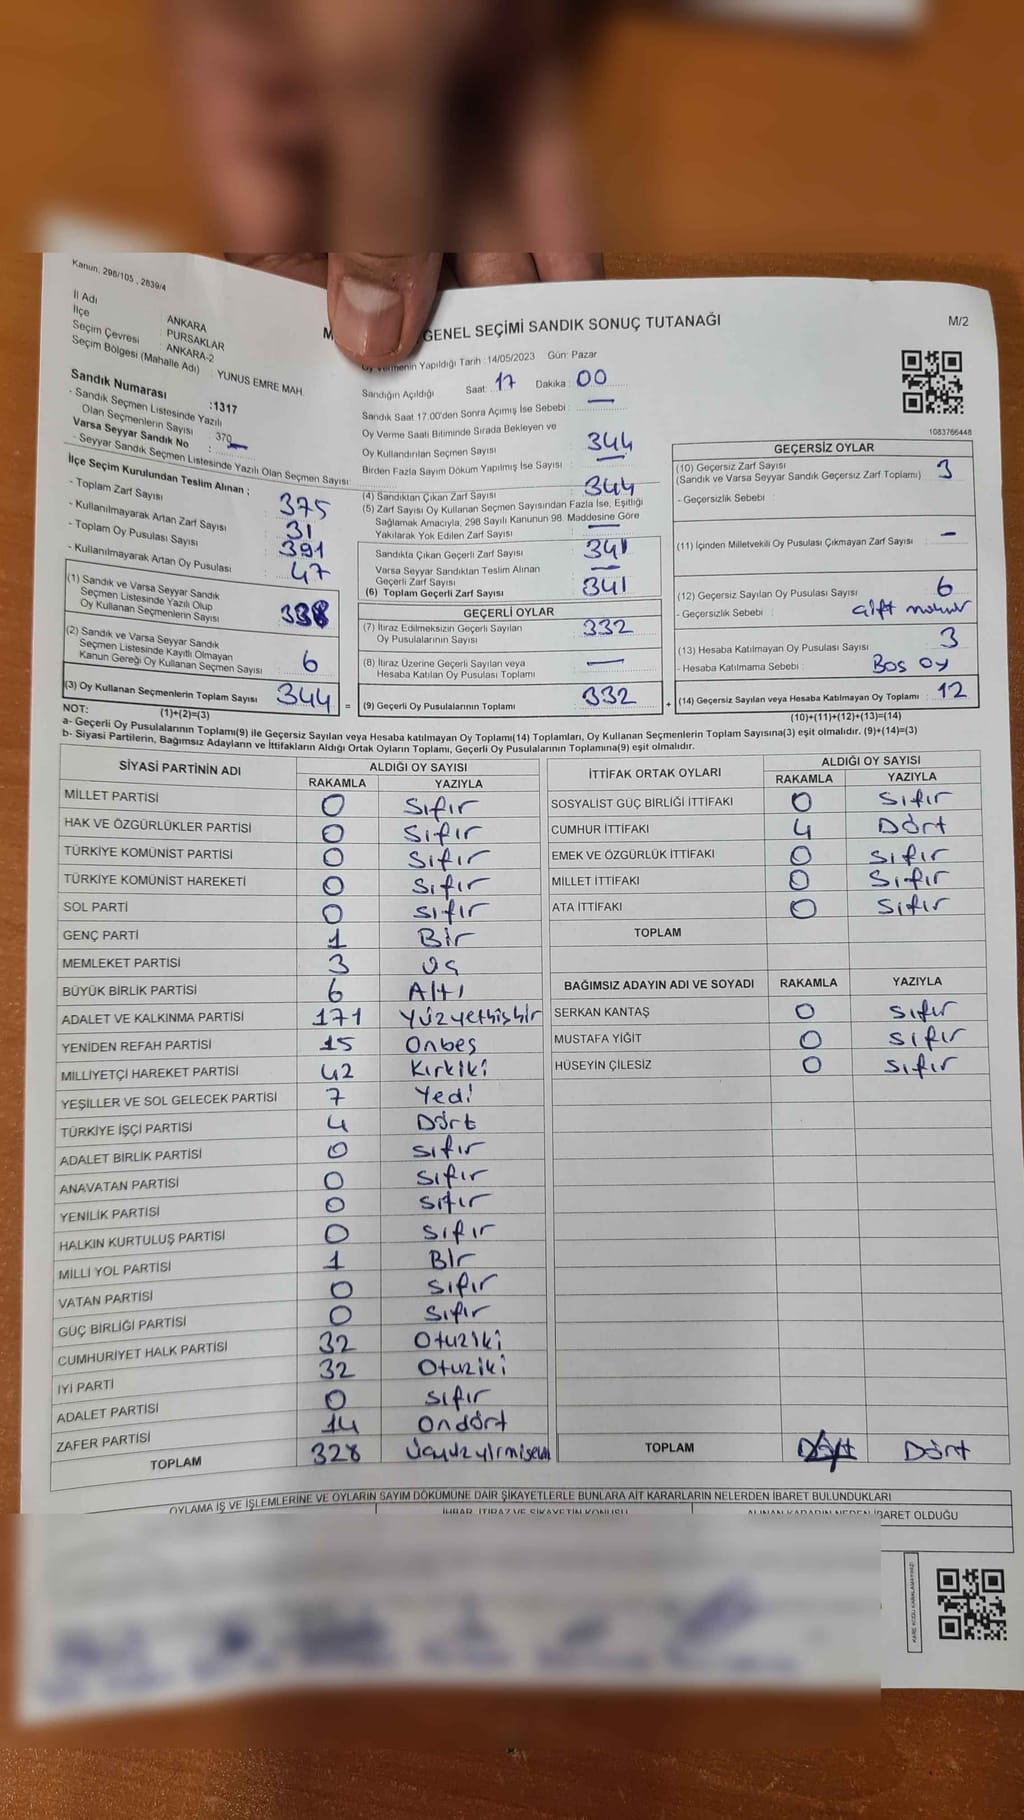 Kanun, 298/105 , 2839/4
GENEL SEÇİMİ SANDIK SONUÇ TUTANAĞI
M/2
İl Adı : ANKARA
İlçe : PURSAKLAR
Seçim Çevresi : ANKARA-2
Seçim Bölgesi (Mahalle Adı) : YUNUS EMRE MAH.
Sandık Numarası :1317
- Sandık Seçmen Listesinde Yazılı
Olan Seçmenlerin Sayısı : 370
Varsa Seyyar Sandık No : —
- Seyyar Sandık Seçmen Listesinde Yazılı Olan Seçmen Sayısı:
İlçe Seçim Kurulundan Teslim Alınan ;
- Toplam Zarf Sayısı : 375
- Kullanılmayarak Artan Zarf Sayısı : 31
- Toplam Oy Pusulası Sayısı : 391
- Kullanılmayarak Artan Oy Pusulası : 47
(1) Sandık ve Varsa Seyyar Sandık
Seçmen Listesinde Yazılı Olup
Oy Kullanan Seçmenlerin Sayısı : 338
(2) Sandık ve Varsa Seyyar Sandık
Seçmen Listesinde Kayıtlı Olmayan
Kanun Gereği Oy Kullanan Seçmen Sayısı : 6
(3) Oy Kullanan Seçmenlerin Toplam Sayısı : 344
(1)+(2)=(3)
Oy Vermenin Yapıldığı Tarih : 14/05/2023 Gün: Pazar
Sandığın Açıldığı Saat: 17 Dakika : 00
Sandık Saat 17.00'den Sonra Açımış İse Sebebi : —
Oy Verme Saati Bitiminde Sırada Bekleyen ve
Oy Kullandırılan Seçmen Sayısı : 344
Birden Fazla Sayım Döküm Yapılmış İse Sayısı : —
(4) Sandıktan Çıkan Zarf Sayısı : 344
(5) Zarf Sayısı Oy Kullanan Seçmen Sayısından Fazla İse, Eşitliği
Sağlamak Amacıyla, 298 Sayılı Kanunun 98. Maddesine Göre
Yakılarak Yok Edilen Zarf Sayısı : —
Sandıkta Çıkan Geçerli Zarf Sayısı : 341
Varsa Seyyar Sandıktan Teslim Alınan
Geçerli Zarf Sayısı : —
(6) Toplam Geçerli Zarf Sayısı : 341
GEÇERLİ OYLAR
(7) İtiraz Edilmeksizin Geçerli Sayılan
Oy Pusulalarının Sayısı : 332
(8) İtiraz Üzerine Geçerli Sayılan veya
Hesaba Katılan Oy Pusulası Toplamı : —
= (9) Geçerli Oy Pusulalarının Toplamı : 332
1083766448
GEÇERSİZ OYLAR
(10) Geçersiz Zarf Sayısı : 3
(Sandık ve Varsa Seyyar Sandık Geçersiz Zarf Toplamı)
- Geçersizlik Sebebi :
(11) İçinden Milletvekili Oy Pusulası Çıkmayan Zarf Sayısı : -
(12) Geçersiz Sayılan Oy Pusulası Sayısı : 6
- Geçersizlik Sebebi : Çift mühür
(13) Hesaba Katılmayan Oy Pusulası Sayısı : 3
- Hesaba Katılmama Sebebi : Boş oy
+ (14) Geçersiz Sayılan veya Hesaba Katılmayan Oy Toplamı : 12
(10)+(11)+(12)+(13)=(14)
NOT:
a- Geçerli Oy Pusulalarının Toplamı(9) ile Geçersiz Sayılan veya Hesaba katılmayan Oy Toplamı(14) Toplamları, Oy Kullanan Seçmenlerin Toplam Sayısına(3) eşit olmalıdır. (9)+(14)=(3)
b- Siyasi Partilerin, Bağımsız Adayların ve İttifakların Aldığı Ortak Oyların Toplamı, Geçerli Oy Pusulalarının Toplamına(9) eşit olmalıdır.
SİYASİ PARTİNİN ADI ALDIĞI OY SAYISI
RAKAMLA YAZIYLA
MİLLET PARTİSİ 0 Sıfır
HAK VE ÖZGÜRLÜKLER PARTİSİ 0 Sıfır
TÜRKİYE KOMÜNİST PARTİSİ 0 Sıfır
TÜRKİYE KOMÜNİST HAREKETİ 0 Sıfır
SOL PARTİ 0 Sıfır
GENÇ PARTİ 1 Bir
MEMLEKET PARTİSİ 3 Üç
BÜYÜK BİRLİK PARTİSİ 6 Altı
ADALET VE KALKINMA PARTİSİ 171 Yüzyetmişbir
YENİDEN REFAH PARTİSİ 15 Onbeş
MİLLİYETÇİ HAREKET PARTİSİ 42 Kırkiki
YEŞİLLER VE SOL GELECEK PARTİSİ 7 Yedi
TÜRKİYE İŞÇİ PARTİSİ 4 Dört
ADALET BİRLİK PARTİSİ 0 Sıfır
ANAVATAN PARTİSİ 0 Sıfır
YENİLİK PARTİSİ 0 Sıfır
HALKIN KURTULUŞ PARTİSİ 0 Sıfır
MİLLİ YOL PARTİSİ 1 Bir
VATAN PARTİSİ 0 Sıfır
GÜÇ BİRLİĞİ PARTİSİ 0 Sıfır
CUMHURİYET HALK PARTİSİ 32 Otuziki
İYİ PARTİ 32 Otuziki
ADALET PARTİSİ 0 Sıfır
ZAFER PARTİSİ 14 Ondört
TOPLAM 328 Üçyüzyirmisekiz
İTTİFAK ORTAK OYLARI ALDIĞI OY SAYISI
RAKAMLA YAZIYLA
SOSYALİST GÜÇ BİRLİĞİ İTTİFAKI 0 Sıfır
CUMHUR İTTİFAKI 4 Dört
EMEK VE ÖZGÜRLÜK İTTİFAKI 0 Sıfır
MİLLET İTTİFAKI 0 Sıfır
ATA İTTİFAKI 0 Sıfır
TOPLAM
BAĞIMSIZ ADAYIN ADI VE SOYADI RAKAMLA YAZIYLA
SERKAN KANTAŞ 0 Sıfır
MUSTAFA YİĞİT 0 Sıfır
HÜSEYİN ÇİLESİZ 0 Sıfır
TOPLAM Dört
OYLAMA İŞ VE İŞLEMLERİNE VE OYLARIN SAYIM DÖKÜMÜNE DAİR ŞİKAYETLERLE BUNLARA AİT KARARLARIN NELERDEN İBARET BULUNDUKLARI
İHBAR, İTİRAZ VE ŞİKAYETİN KONUSU
ALINAN KARARIN NEDEN İBARET OLDUĞU
KARE KODU KARALAMAYINIZ!